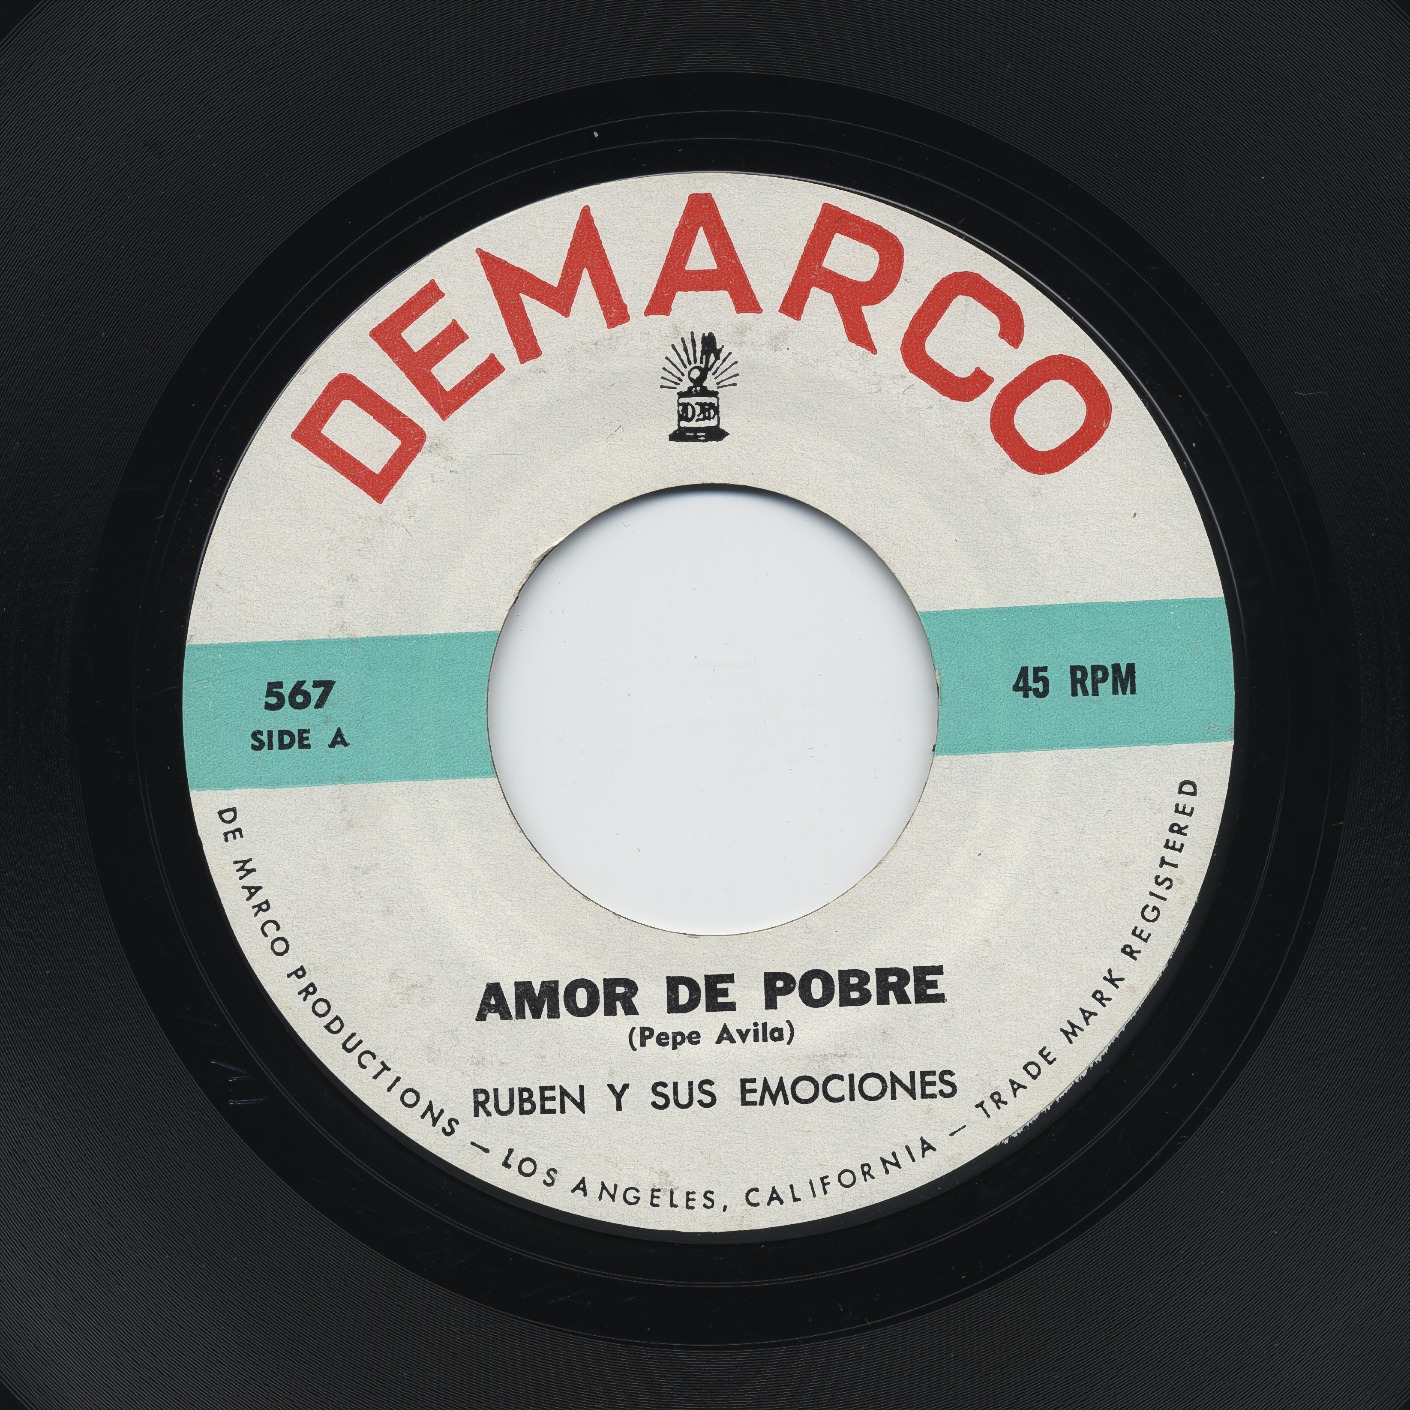 DEMARCO
567
SIDE A
45 RPM
AMOR DE POBRE
(Pepe Avila)
RUBEN Y SUS EMOCIONES
DE MARCO PRODUCTIONS — LOS ANGELES, CALIFORNIA — TRADE MARK REGISTERED